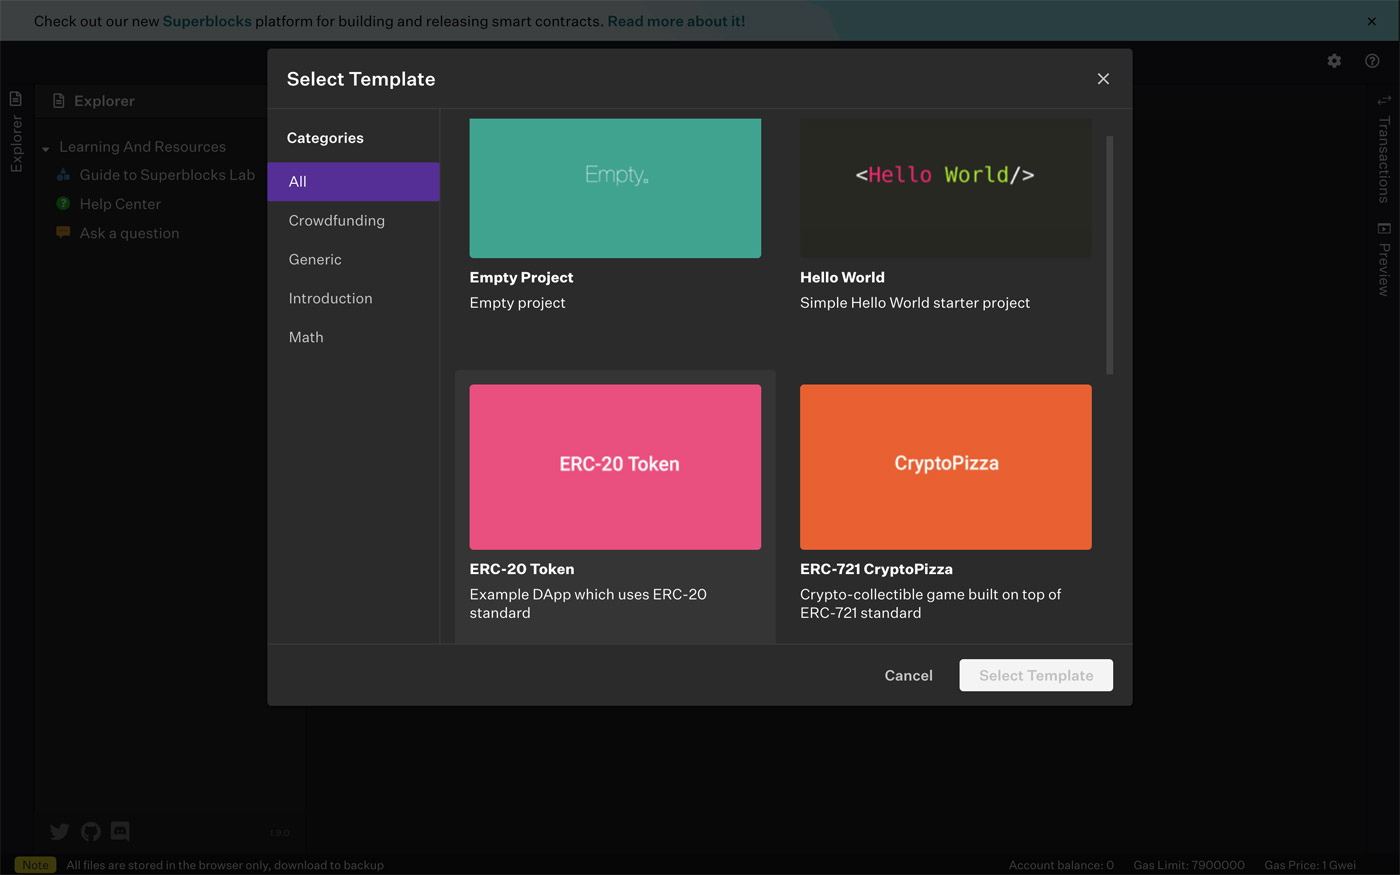 Check out our new Superblocks platform for building and releasing smart contracts. Read more about it!
Select Template
Explorer
Explorer
Learning And Resources
Guide to Superblocks Lab
Help Center
Ask a question
Categories
All
Crowdfunding
Generic
Introduction
Math
Empty.
Empty Project
Empty project
<Hello World/>
Hello World
Simple Hello World starter project
ERC-20 Token
ERC-20 Token
Example DApp which uses ERC-20
standard
CryptoPizza
ERC-721 CryptoPizza
Crypto-collectible game built on top of
ERC-721 standard
Cancel
Select Template
Transactions
Preview
1.9.0
Note
All files are stored in the browser only, download to backup
Account balance: 0
Gas Limit: 7900000
Gas Price: 1 Gwei